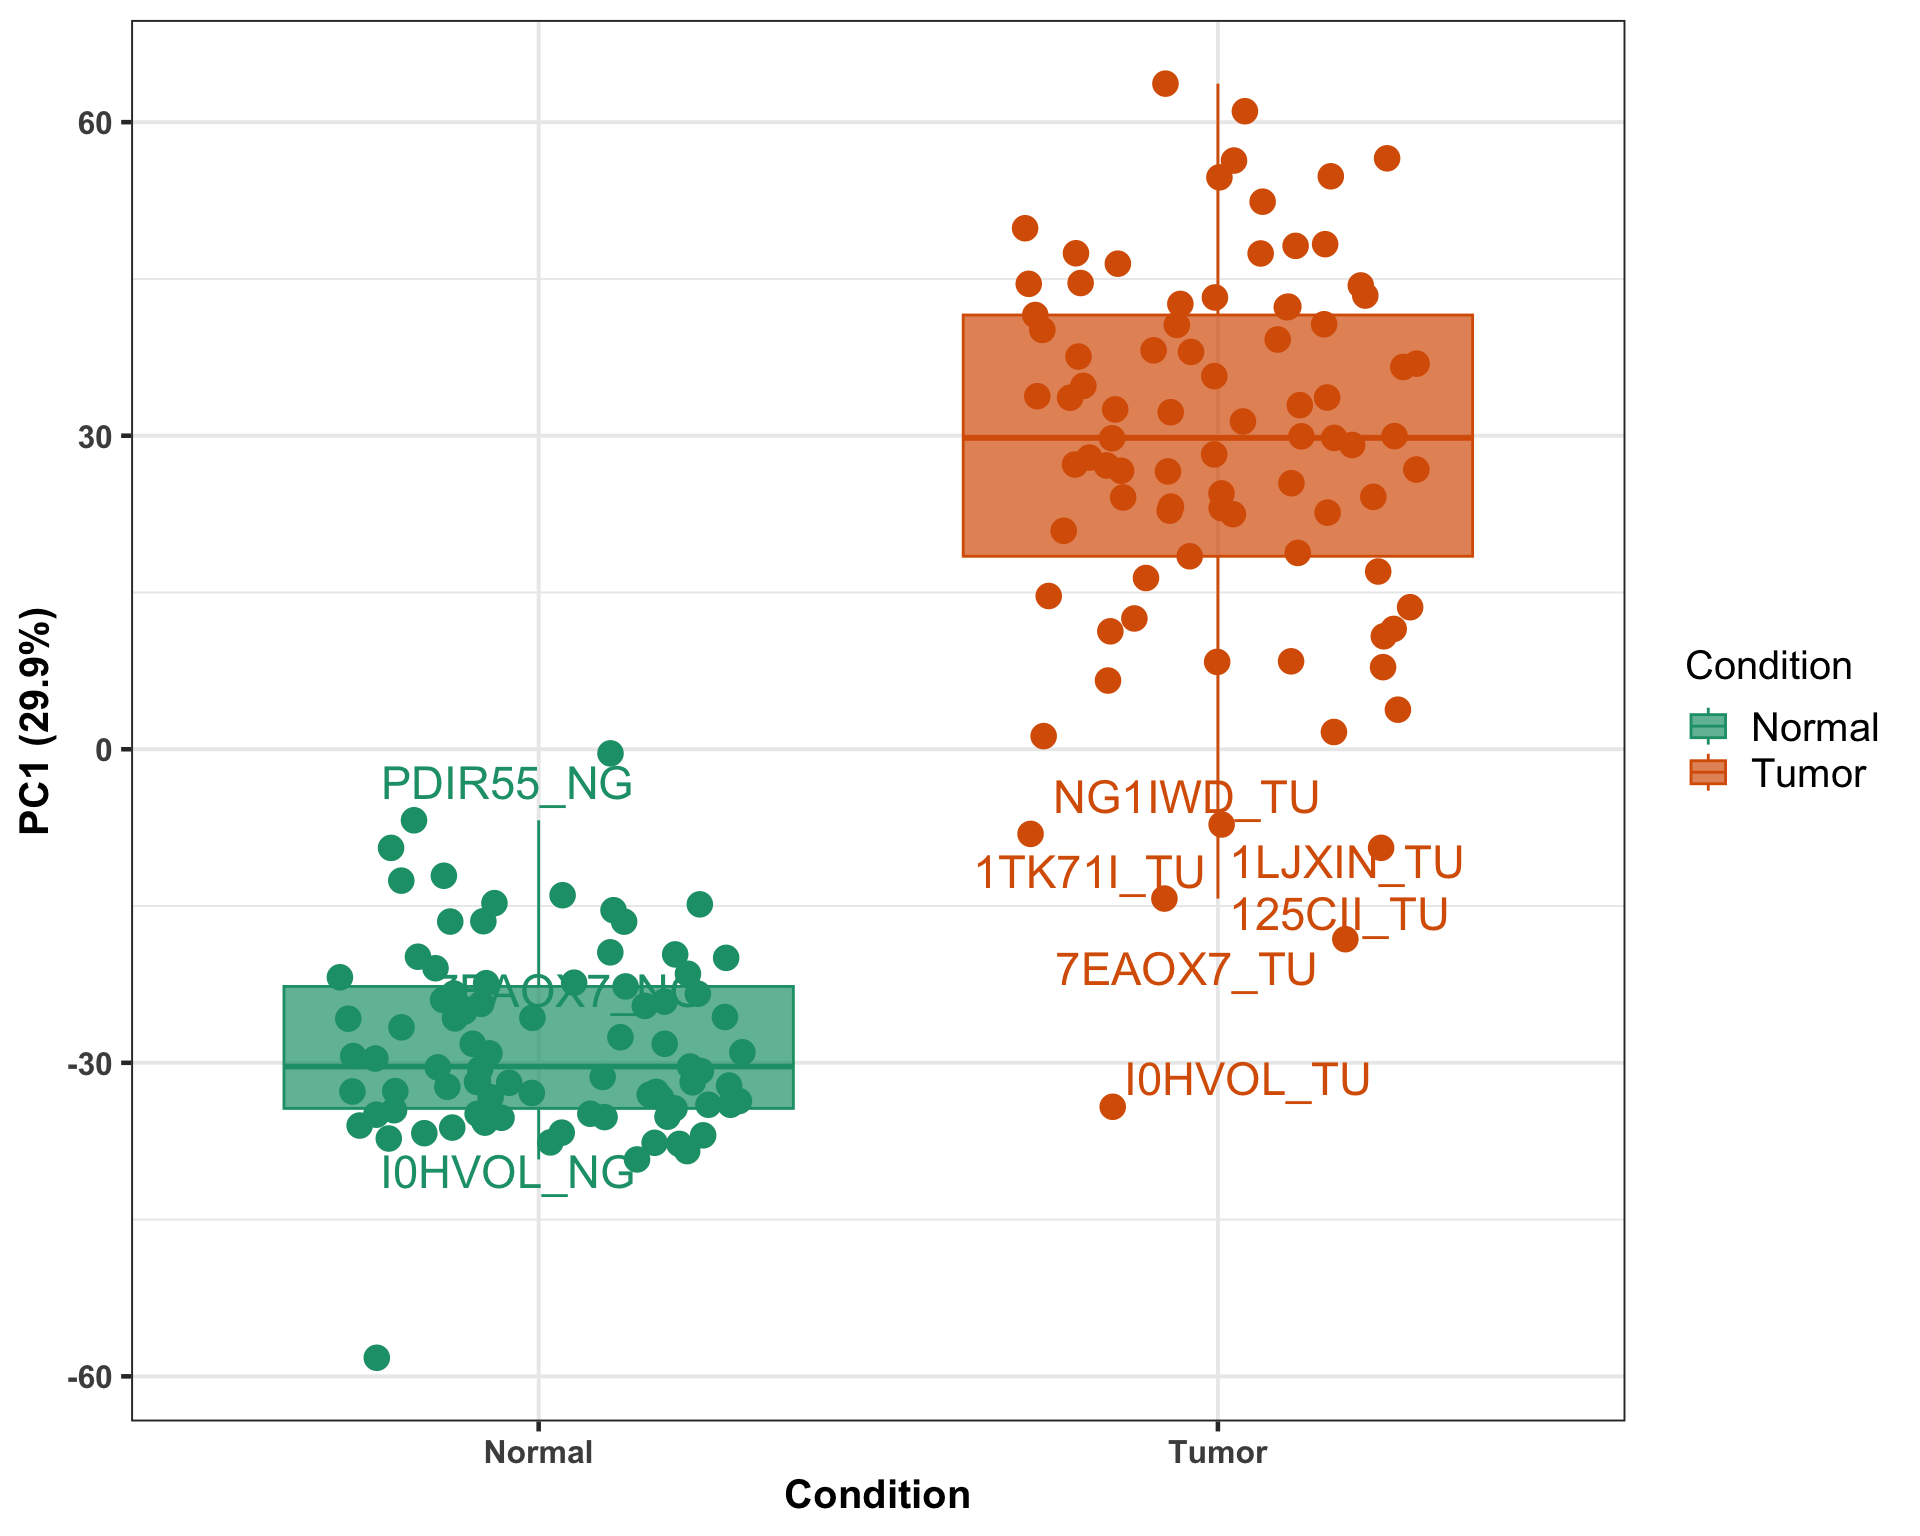 60
30
0
-30
-60
PC1 (29.9%)
PDIR55_NG
7EAOX7_NG
I0HVOL_NG
NG1IWD_TU
1TK71I_TU
1LJXIN_TU
125CII_TU
7EAOX7_TU
I0HVOL_TU
Normal
Tumor
Condition
Condition
Normal
Tumor